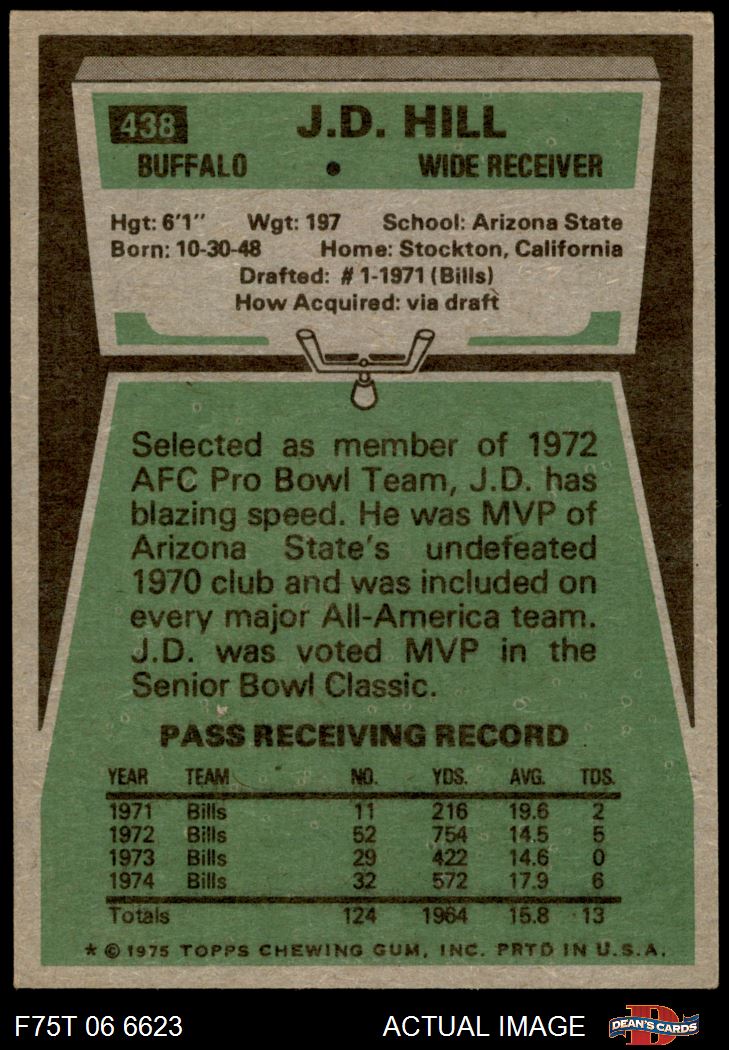 438 J.D. HILL
BUFFALO • WIDE RECEIVER
Hgt: 6'1" Wgt: 197 School: Arizona State
Born: 10-30-48 Home: Stockton, California
Drafted: #1-1971 (Bills)
How Acquired: via draft
Selected as member of 1972
AFC Pro Bowl Team, J.D. has
blazing speed. He was MVP of
Arizona State's undefeated
1970 club and was included on
every major All-America team.
J.D. was voted MVP in the
Senior Bowl Classic.
PASS RECEIVING RECORD
YEAR TEAM NO. YDS. AVG. TDS.
1971 Bills 11 216 19.6 2
1972 Bills 52 754 14.5 5
1973 Bills 29 422 14.6 0
1974 Bills 32 572 17.9 6
Totals 124 1964 15.8 13
* © 1975 TOPPS CHEWING GUM, INC. PRTD IN U.S.A.
F75T 06 6623 ACTUAL IMAGE D DEAN'S CARDS